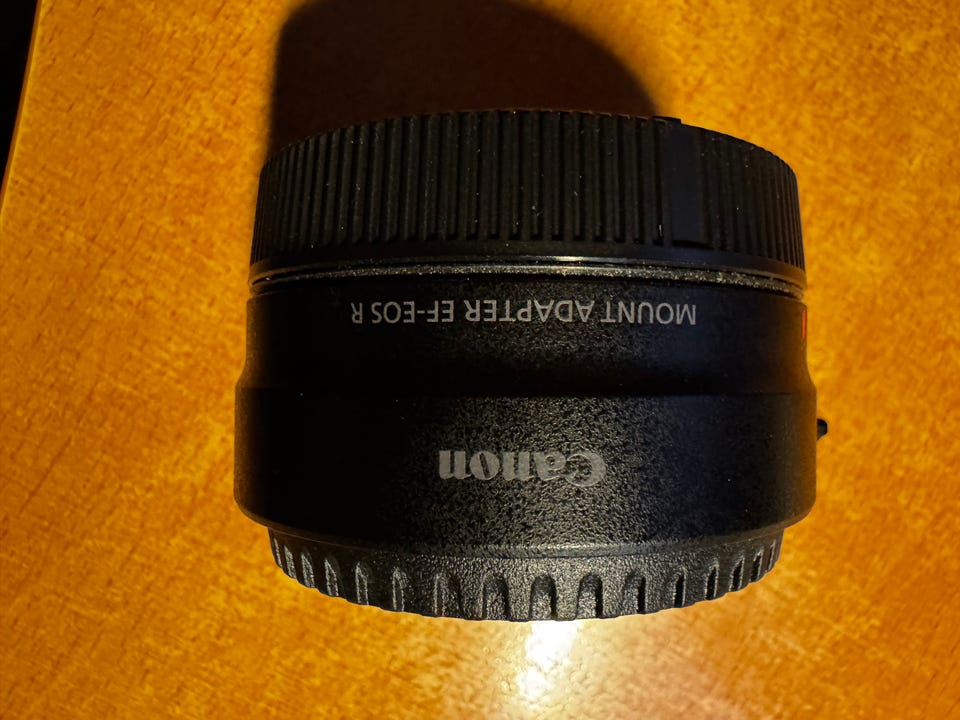 Canon
MOUNT ADAPTER EF-EOS R